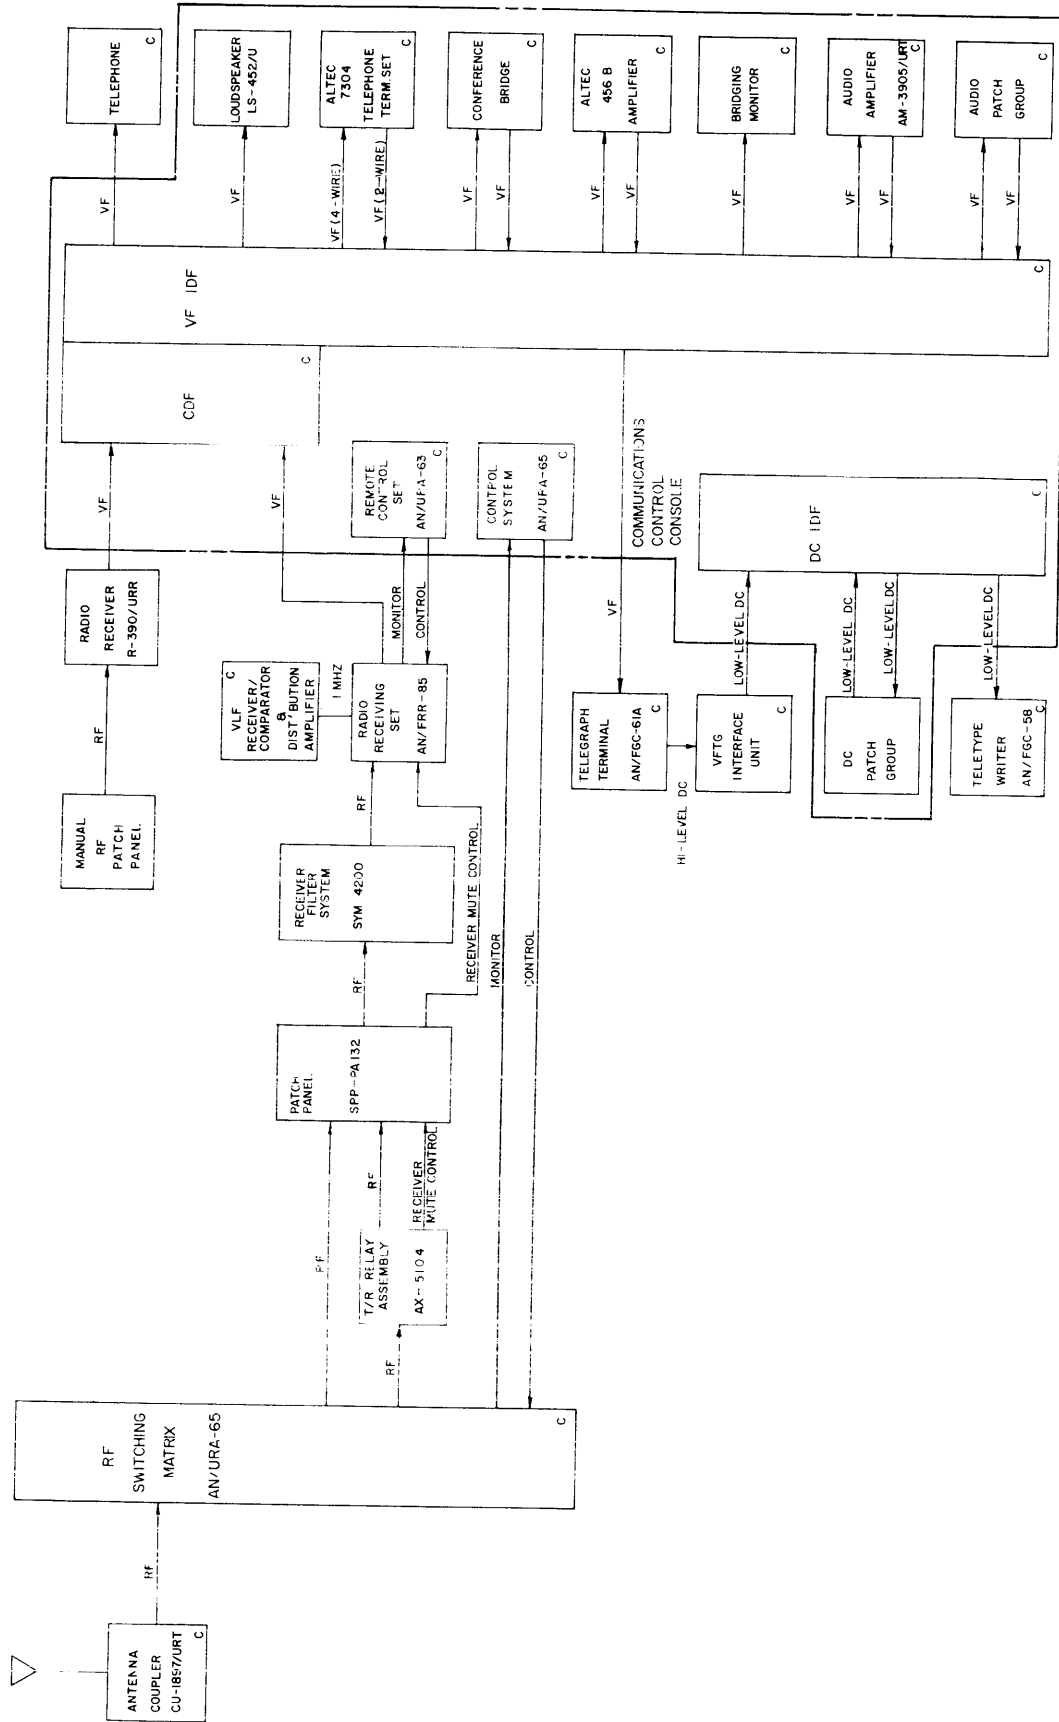 ANTENNA
COUPLER
CU-1897/URT
C
RF
RF
SWITCHING
MATRIX
AN/URA-65
C
RF
RF
T/R RELAY
ASSEMBLY
AX-5104
RF
RECEIVER
MUTE CONTROL
PATCH
PANEL
SPP-PA132
RF
RECEIVER MUTE CONTROL
RECEIVER
FILTER
SYSTEM
SYM 4200
RF
MONITOR
CONTROL
MANUAL
RF
PATCH
PANEL
RF
RADIO
RECEIVER
R-390/URR
VF
C
VLF
RECEIVER/
COMPARATOR
&
DIST'BUTION
AMPLIFIER
1 MHZ
RADIO
RECEIVING
SET
AN/FRR-85
MONITOR
CONTROL
VF
REMOTE
CONTROL
SET
AN/URA-63
C
CONTROL
SYSTEM
AN/URA-65
C
CDF
C
VF IDF
C
VF
TELEPHONE
C
VF
LOUDSPEAKER
LS-452/U
VF (4-WIRE)
VF (2-WIRE)
ALTEC
7304
TELEPHONE
TERM. SET
C
VF
VF
CONFERENCE
BRIDGE
C
VF
VF
ALTEC
456 B
AMPLIFIER
C
VF
BRIDGING
MONITOR
C
VF
VF
AUDIO
AMPLIFIER
AM-3905/URT
C
VF
VF
AUDIO
PATCH
GROUP
C
COMMUNICATIONS
CONTROL
CONSOLE
VF
TELEGRAPH
TERMINAL
AN/FGC-61A
C
HI-LEVEL DC
VFTG
INTERFACE
UNIT
C
LOW-LEVEL DC
DC IDF
C
LOW-LEVEL DC
LOW-LEVEL DC
DC
PATCH
GROUP
C
LOW-LEVEL DC
TELETYPE
WRITER
AN/FGC-58
C